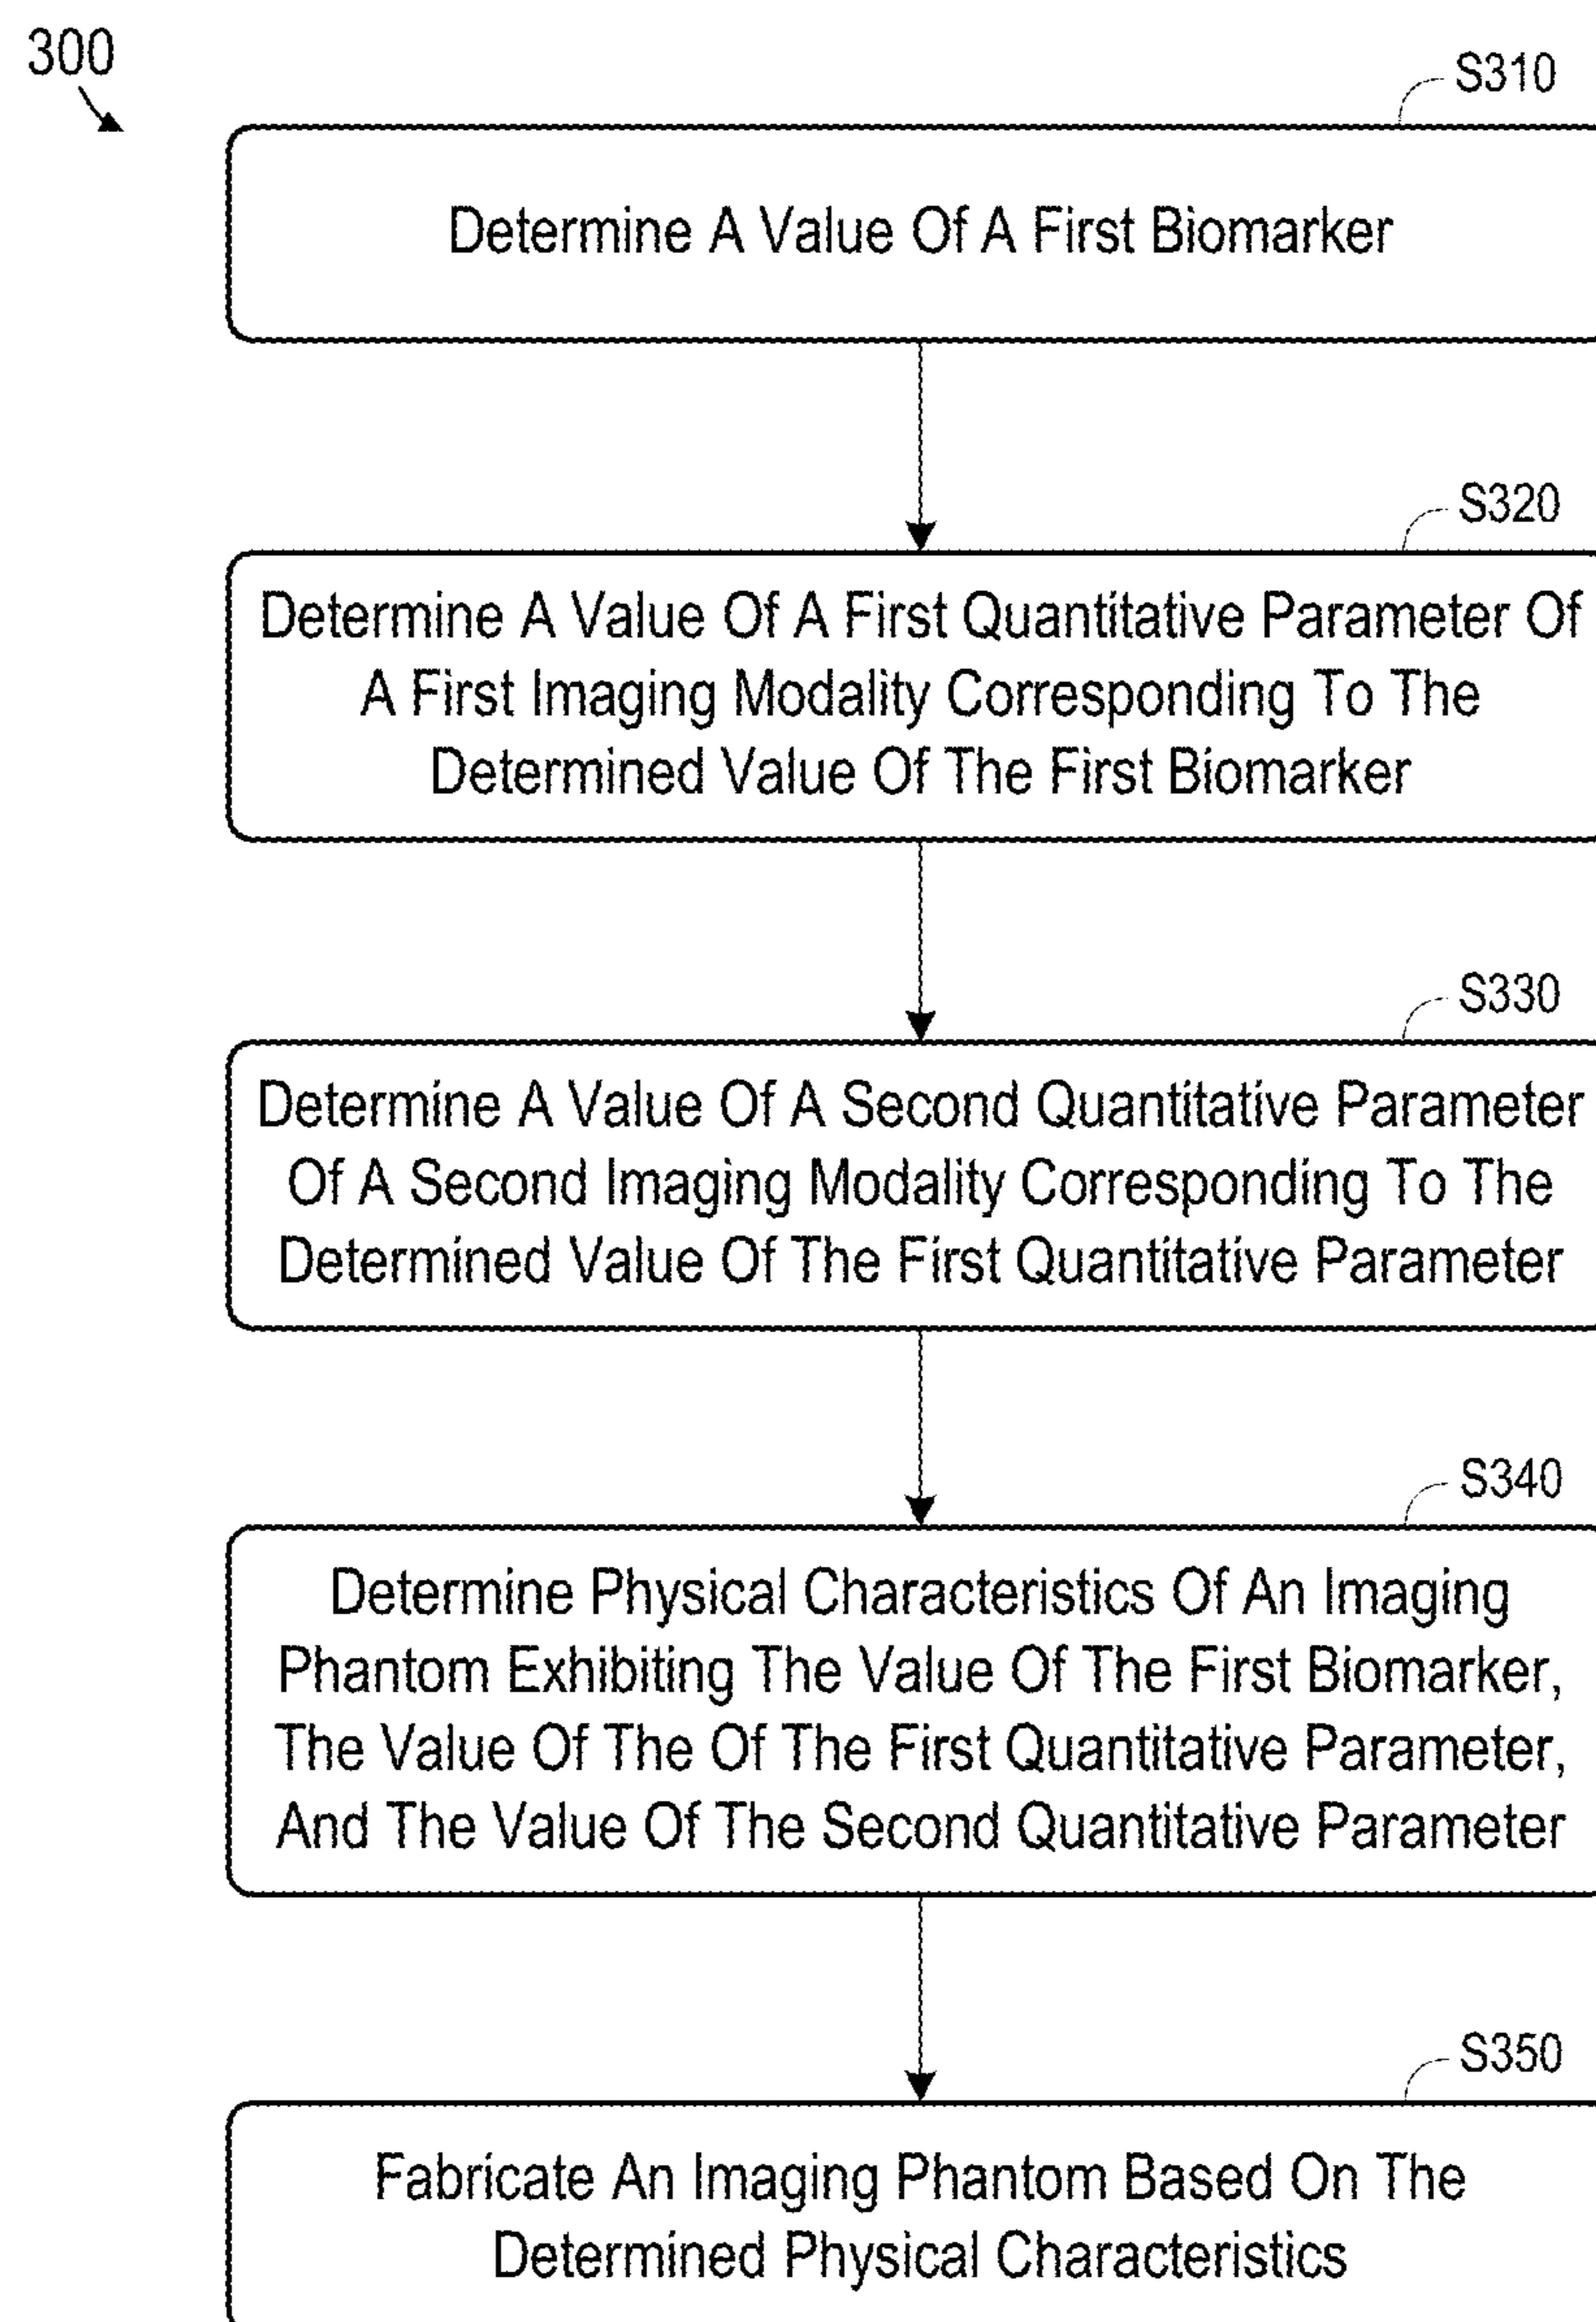 300
S310
Determine A Value Of A First Biomarker
S320
Determine A Value Of A First Quantitative Parameter Of
A First Imaging Modality Corresponding To The
Determined Value Of The First Biomarker
S330
Determine A Value Of A Second Quantitative Parameter
Of A Second Imaging Modality Corresponding To The
Determined Value Of The First Quantitative Parameter
S340
Determine Physical Characteristics Of An Imaging
Phantom Exhibiting The Value Of The First Biomarker,
The Value Of The Of The First Quantitative Parameter,
And The Value Of The Second Quantitative Parameter
S350
Fabricate An Imaging Phantom Based On The
Determined Physical Characteristics